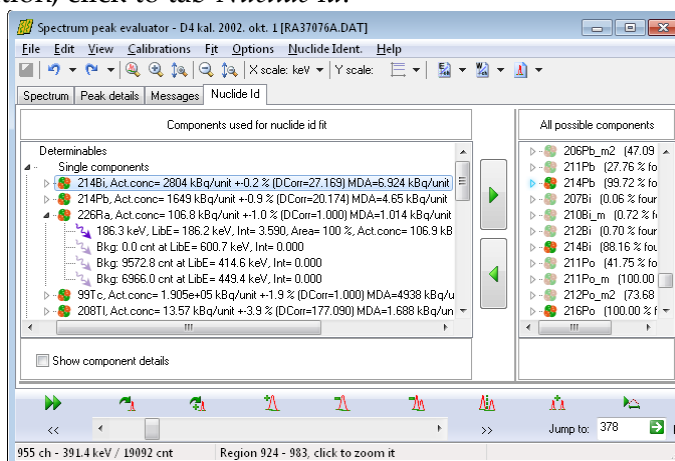 tion, click to tab Nuclide Id.
Spectrum peak evaluator - D4 kal. 2002. okt. 1 [RA37076A.DAT]
File Edit View Calibrations Fit Options Nuclide Ident. Help
X scale: keV Y scale:
Spectrum Peak details Messages Nuclide Id
Components used for nuclide id fit
All possible components
Determinables
Single components
214Bi, Act.conc= 2804 kBq/unit +-0.2 % (DCorr=27.169) MDA=6.924 kBq/unit
214Pb, Act.conc= 1649 kBq/unit +-0.9 % (DCorr=20.174) MDA=4.65 kBq/unit
226Ra, Act.conc= 106.8 kBq/unit +-1.0 % (DCorr=1.000) MDA=1.014 kBq/unit
186.3 keV, LibE= 186.2 keV, Int= 3.590, Area= 100 %, Act.conc= 106.9 kB
Bkg: 0.0 cnt at LibE= 600.7 keV, Int= 0.000
Bkg: 9572.8 cnt at LibE= 414.6 keV, Int= 0.000
Bkg: 6966.0 cnt at LibE= 449.4 keV, Int= 0.000
99Tc, Act.conc= 1.905e+05 kBq/unit +-1.9 % (DCorr=1.000) MDA=4938 kBq/u
208Tl, Act.conc= 13.57 kBq/unit +-3.9 % (DCorr=177.090) MDA=1.688 kBq/un
206Pb_m2 (47.09
211Pb (27.76 % fo
214Pb (99.72 % fo
207Bi (0.06 % four
210Bi_m (0.72 % f
212Bi (0.70 % four
214Bi (88.16 % fou
211Po (41.75 % fo
211Po_m (100.00
212Po_m2 (73.68
216Po (100.00 % f
Show component details
<< >> Jump to: 378
955 ch - 391.4 keV / 19092 cnt Region 924 - 983, click to zoom it